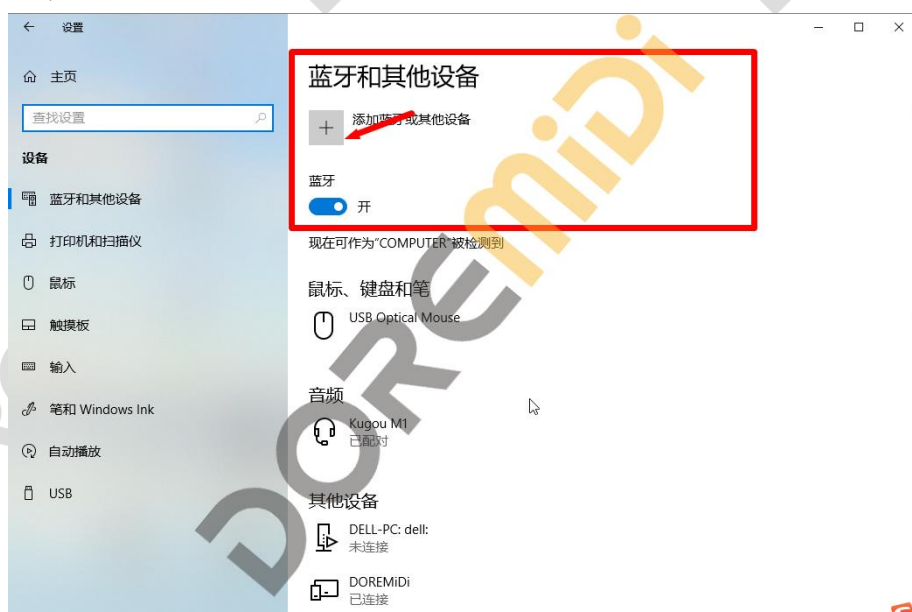 设置
主页
查找设置
设备
蓝牙和其他设备
打印机和扫描仪
鼠标
触摸板
输入
笔和 Windows Ink
自动播放
USB
蓝牙和其他设备
添加蓝牙或其他设备
蓝牙
开
现在可作为"COMPUTER"被检测到
鼠标、键盘和笔
USB Optical Mouse
音频
Kugou M1
已配对
其他设备
DELL-PC: dell:
未连接
DOREMiDi
已连接
DOREMiDi